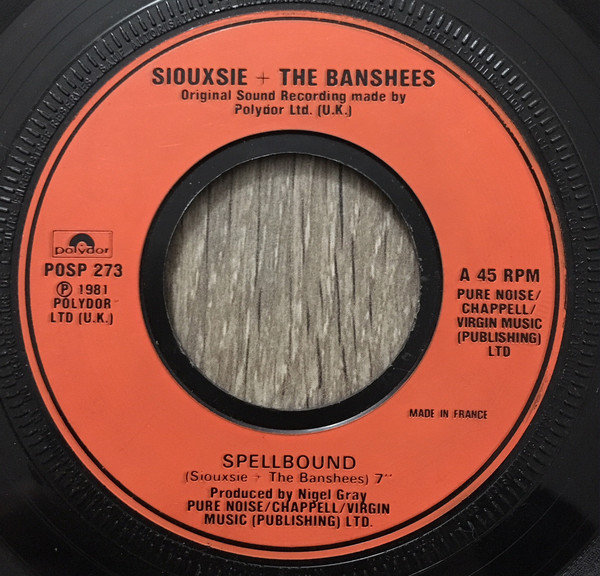 SIOUXSIE + THE BANSHEES
Original Sound Recording made by
Polydor Ltd. (U.K.)
polydor
POSP 273
Ⓟ 1981
POLYDOR
LTD (U.K.)
A 45 RPM
PURE NOISE/
CHAPPELL/
VIRGIN MUSIC
(PUBLISHING)
LTD
MADE IN FRANCE
SPELLBOUND
(Siouxsie + The Banshees) 7''
Produced by Nigel Gray
PURE NOISE/CHAPPELL/VIRGIN
MUSIC (PUBLISHING) LTD.